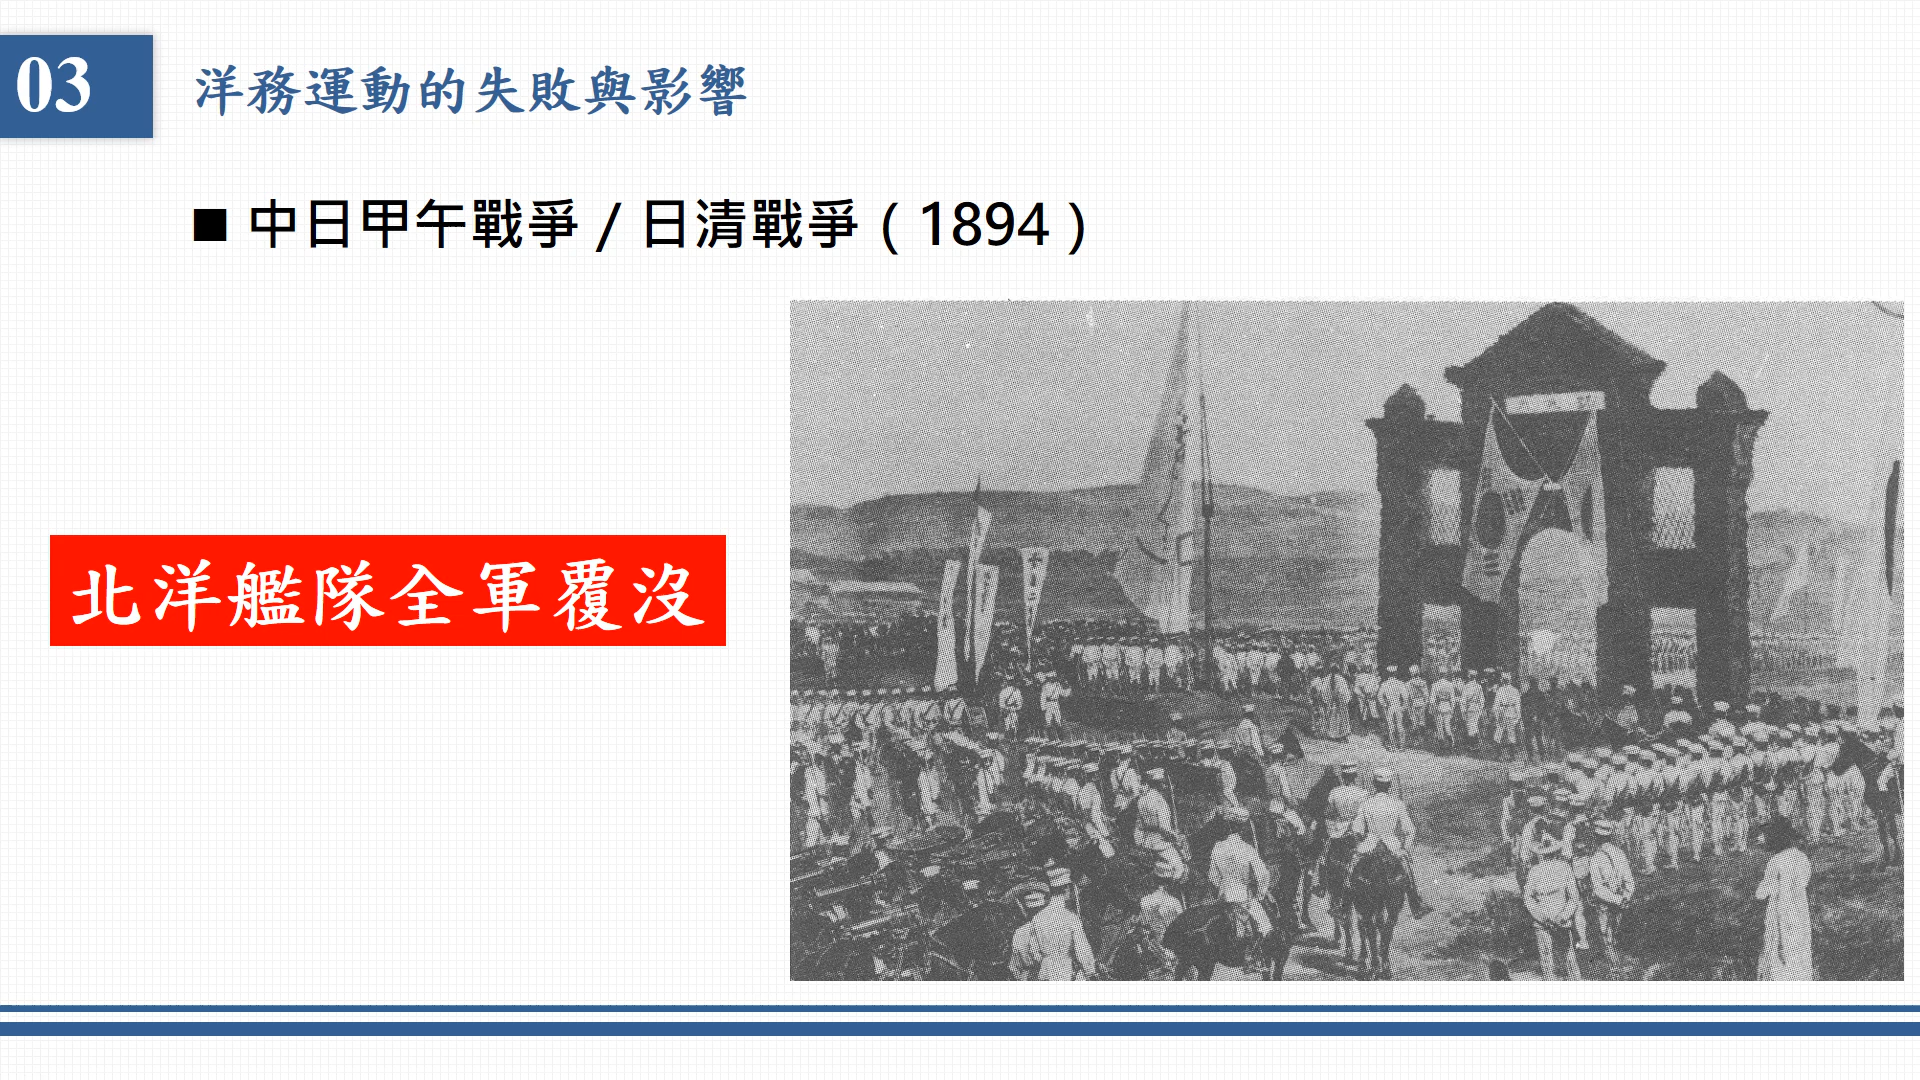 03
洋務運動的失敗與影響
■ 中日甲午戰爭 / 日清戰爭（1894）
北洋艦隊全軍覆沒